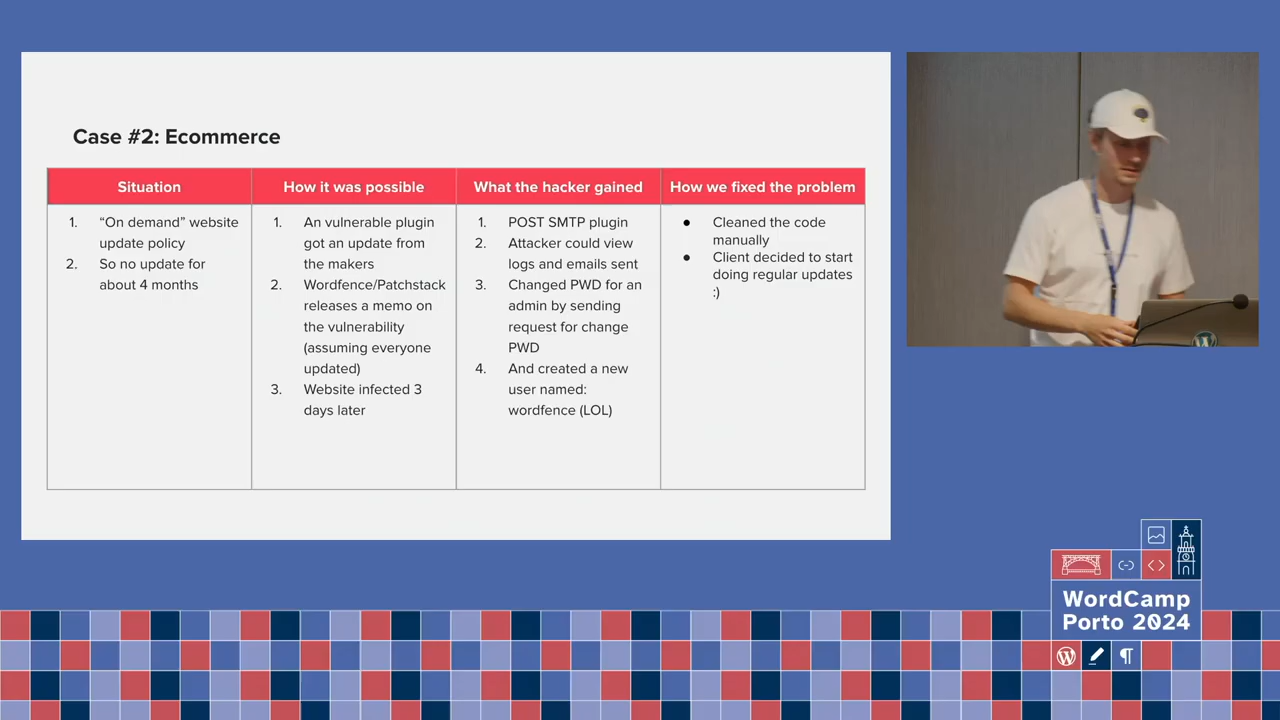 Case #2: Ecommerce
Situation
How it was possible
What the hacker gained
How we fixed the problem
1. “On demand” website
update policy
2. So no update for
about 4 months
1. An vulnerable plugin
got an update from
the makers
2. Wordfence/Patchstack
releases a memo on
the vulnerability
(assuming everyone
updated)
3. Website infected 3
days later
1. POST SMTP plugin
2. Attacker could view
logs and emails sent
3. Changed PWD for an
admin by sending
request for change
PWD
4. And created a new
user named:
wordfence (LOL)
● Cleaned the code
manually
● Client decided to start
doing regular updates
:)
WordCamp
Porto 2024